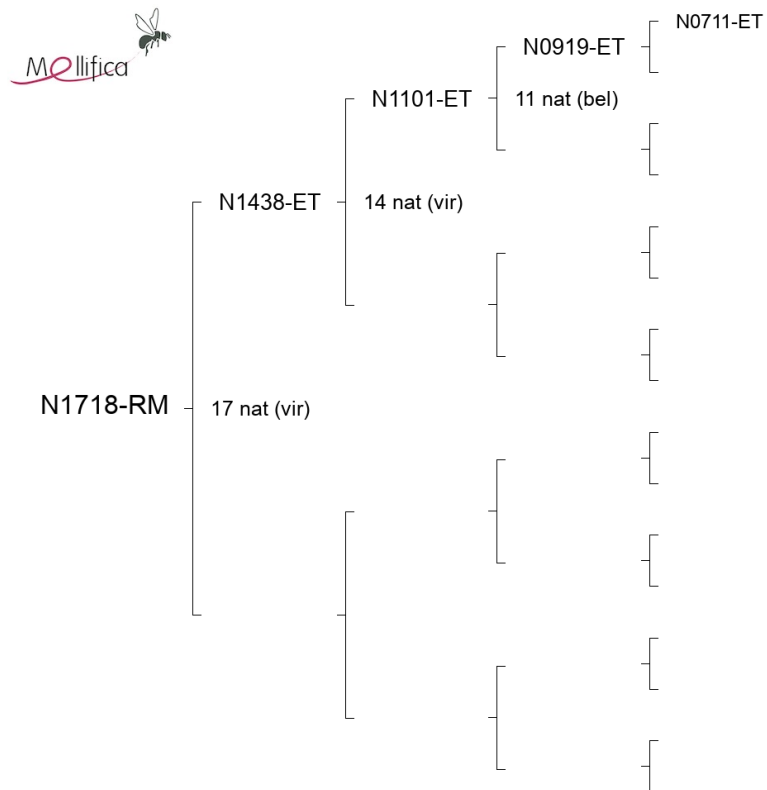 Mellifica
N0711-ET
N0919-ET
N1101-ET
11 nat (bel)
N1438-ET
14 nat (vir)
N1718-RM
17 nat (vir)